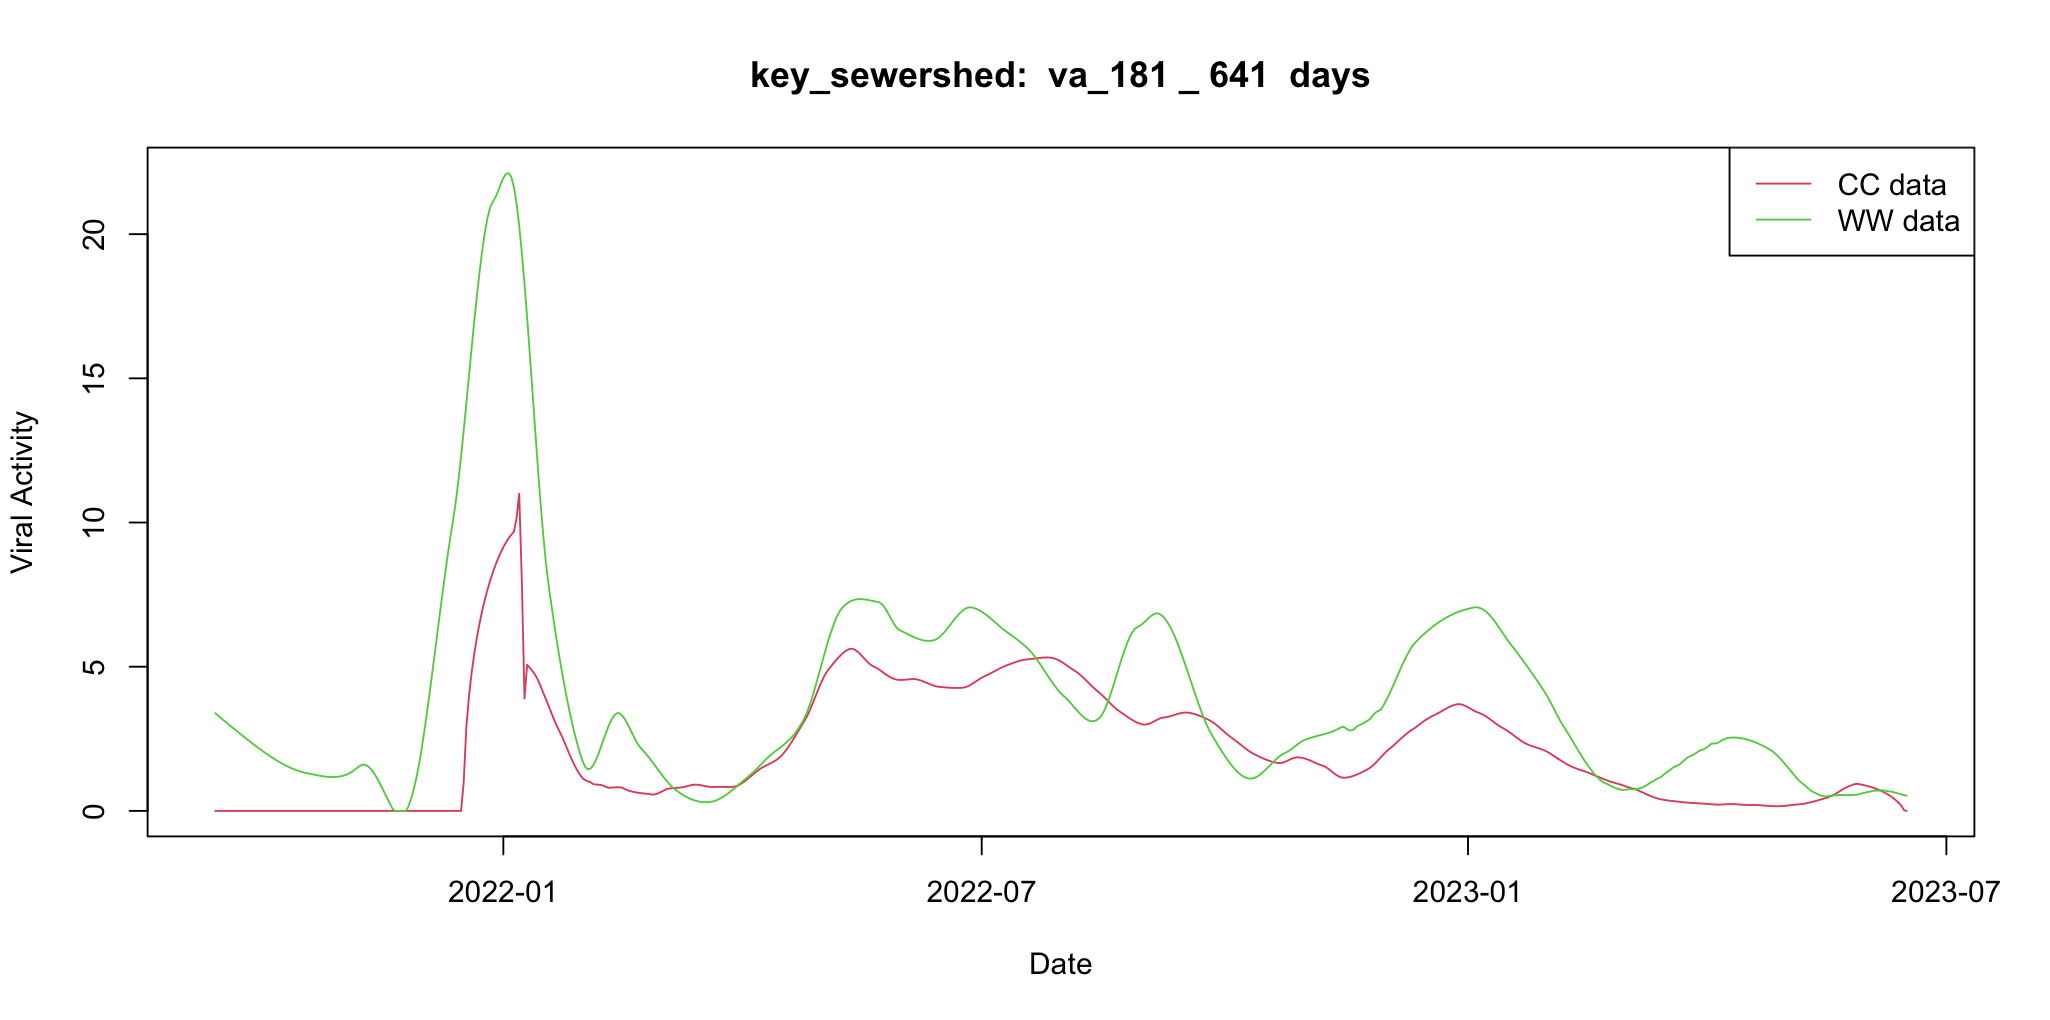 key_sewershed:  va_181 _ 641  days
CC data
WW data
Viral Activity
20
15
10
5
0
2022-01
2022-07
2023-01
2023-07
Date